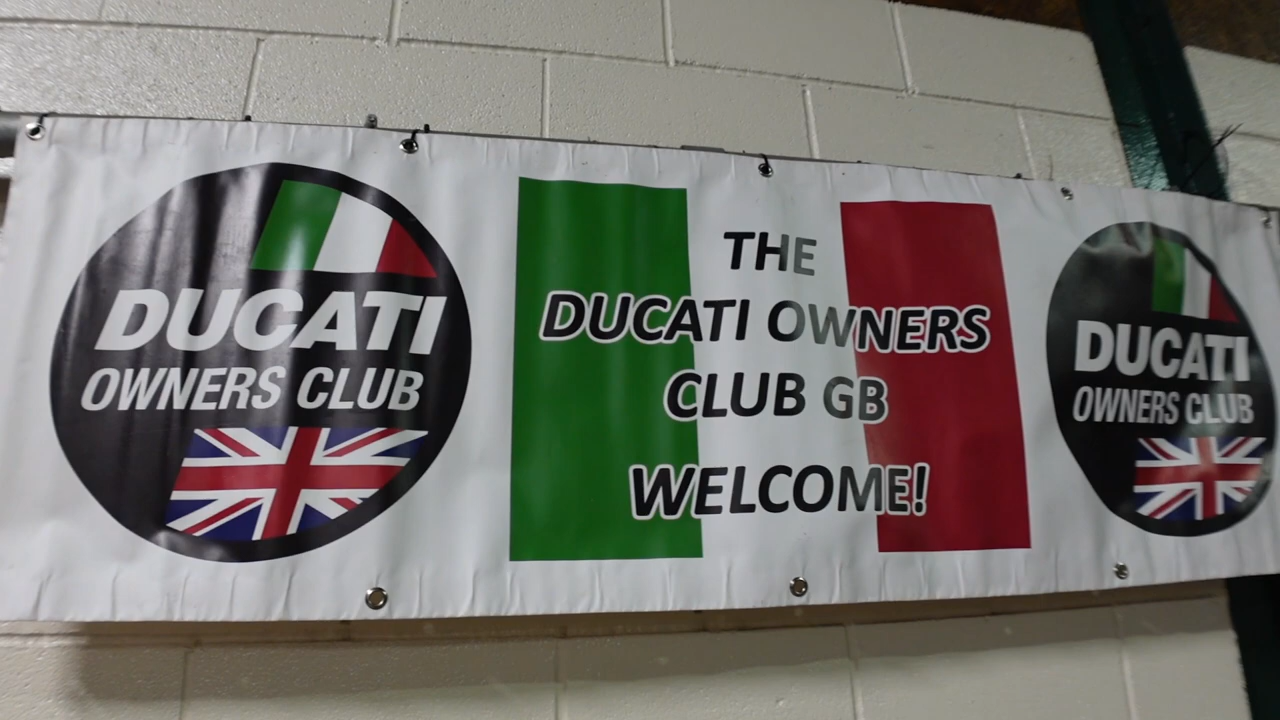 DUCATI
OWNERS CLUB
THE
DUCATI OWNERS
CLUB GB
WELCOME!
DUCATI
OWNERS CLUB